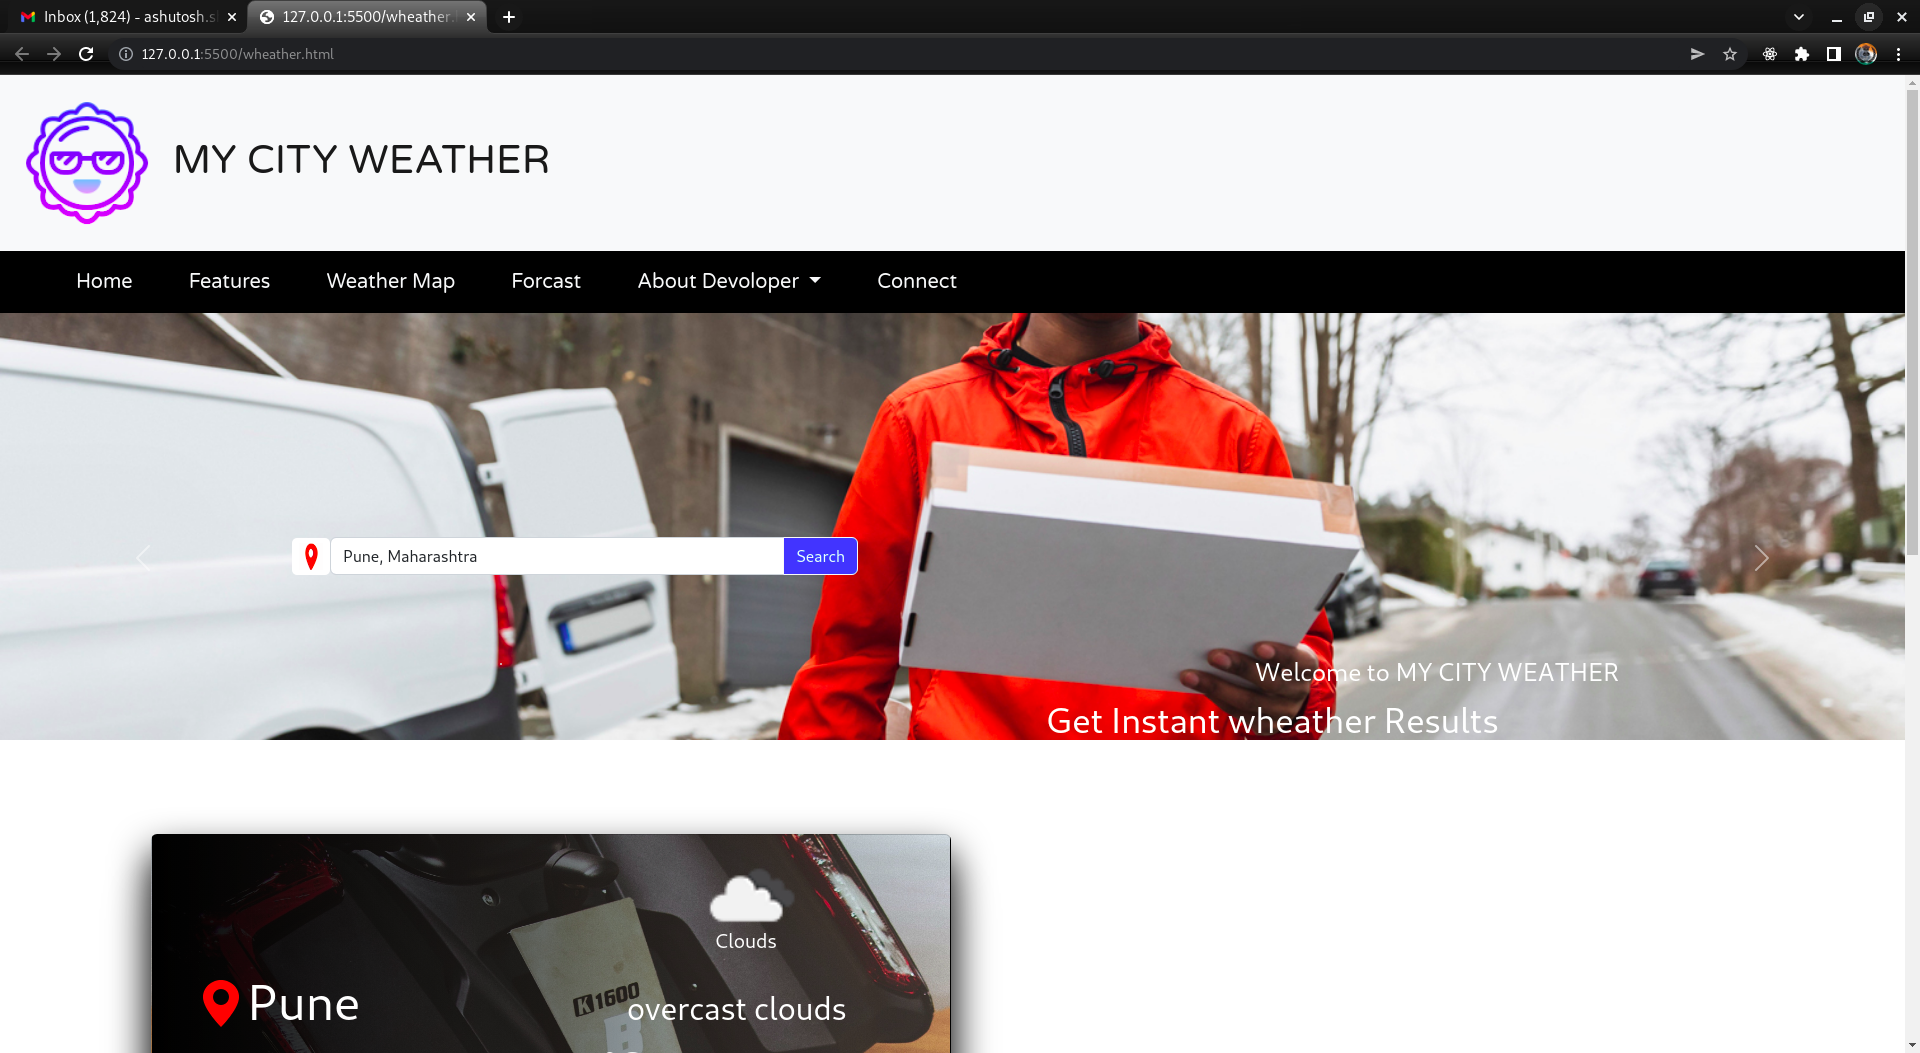 Inbox (1,824) - ashutosh.s
127.0.0.1:5500/wheather.
127.0.0.1:5500/wheather.html
MY CITY WEATHER
Home Features Weather Map Forcast About Devoloper Connect
Pune, Maharashtra Search
Welcome to MY CITY WEATHER
Get Instant wheather Results
Clouds
K1600
Pune overcast clouds